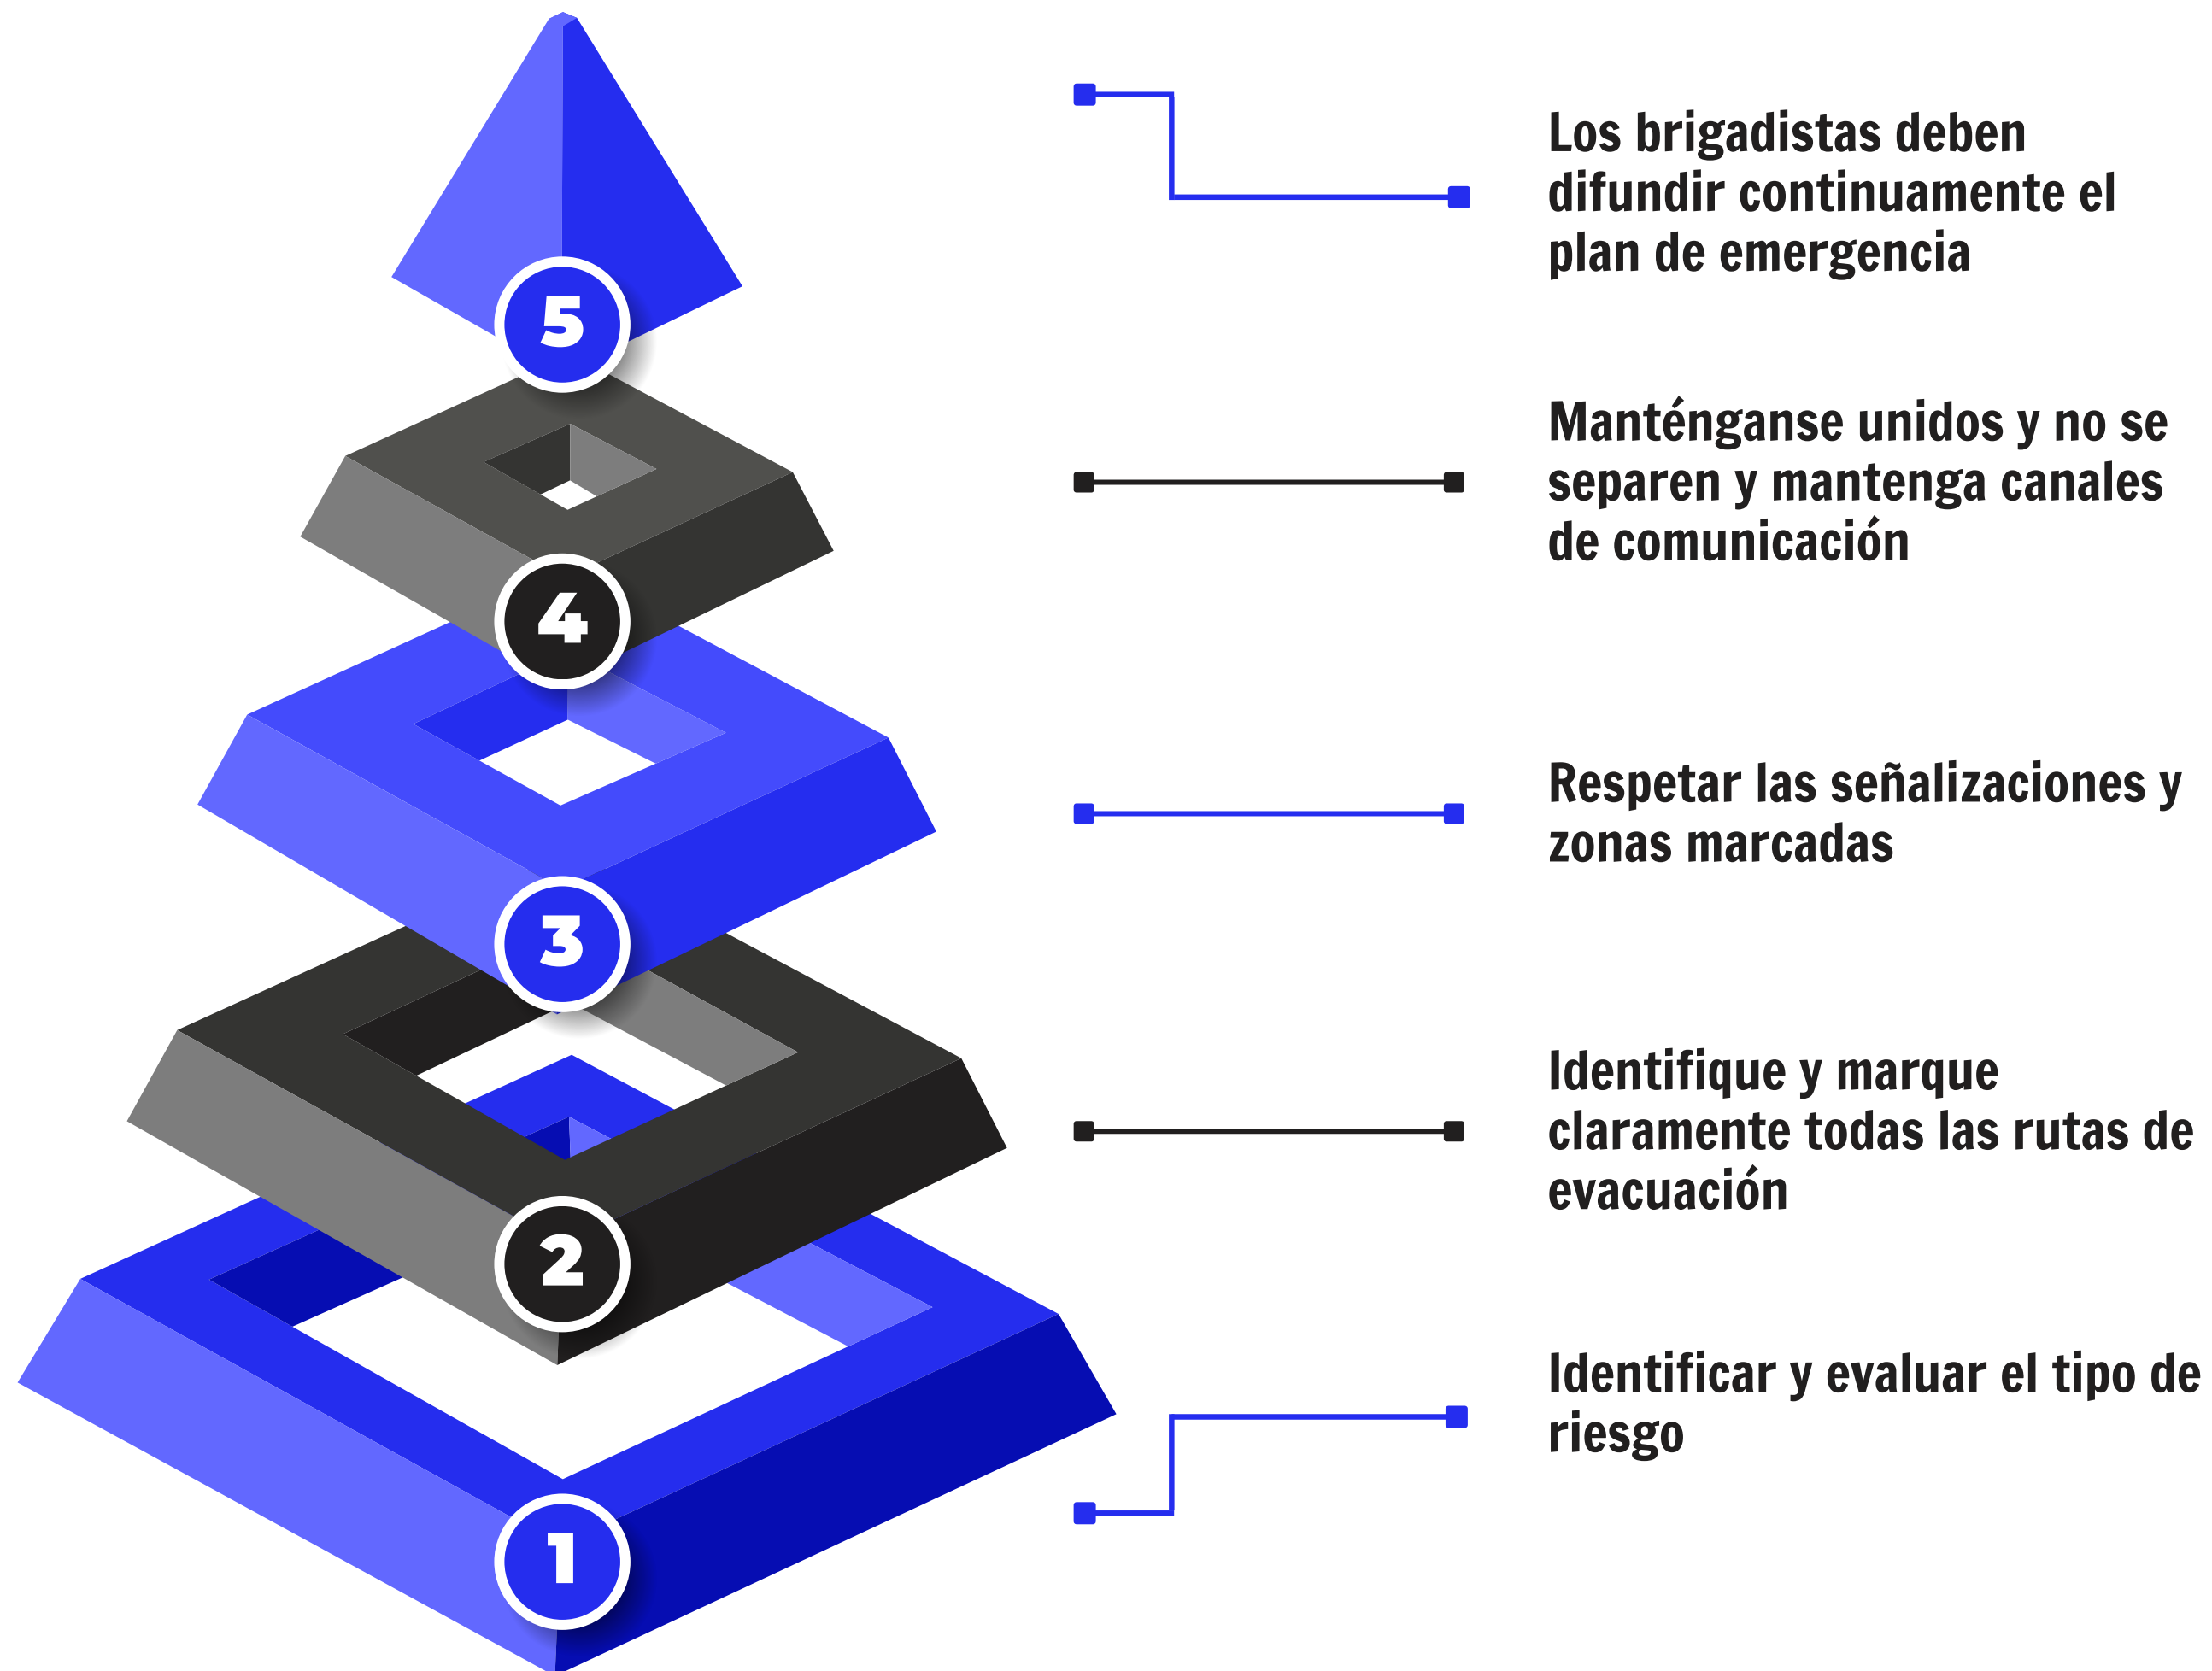 5
Los brigadistas deben
difundir continuamente el
plan de emergencia
4
Manténganse unidos y no se
separen y mantenga canales
de comunicación
3
Respetar las señalizaciones y
zonas marcadas
2
Identifique y marque
claramente todas las rutas de
evacuación
1
Identificar y evaluar el tipo de
riesgo